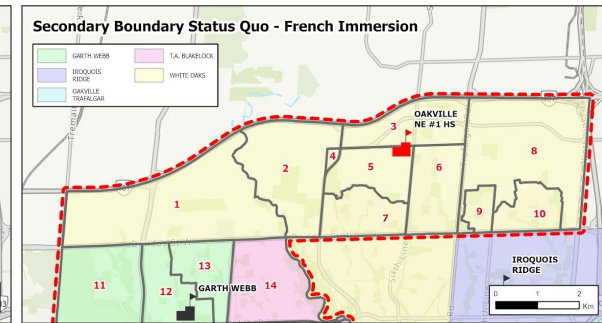 Secondary Boundary Status Quo - French Immersion
GARTH WEBB
T.A. BLAKELOCK
IROQUOIS
RIDGE
WHITE OAKS
OAKVILLE
TRAFALGAR
OAKVILLE
NE #1 HS
3
4
5
6
8
2
1
7
9
10
11
12
13
14
GARTH WEBB
IROQUOIS
RIDGE
Sixth Line
0 1 2
Km